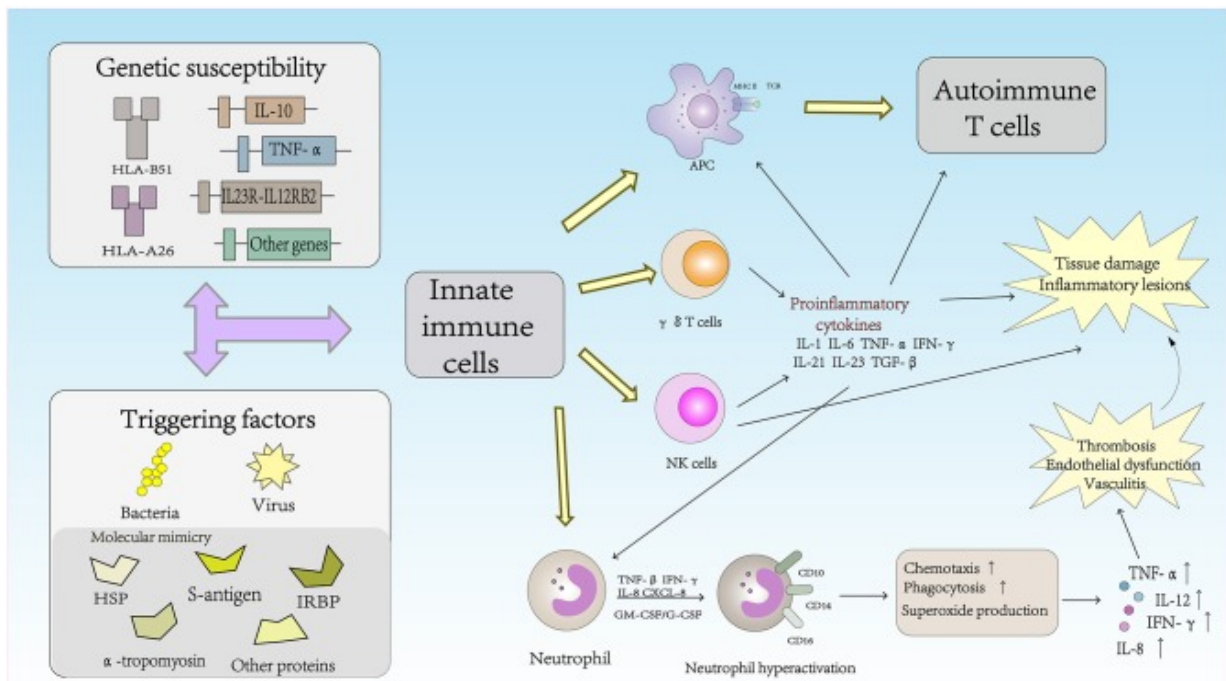 Genetic susceptibility
HLA-B51
HLA-A26
IL-10
TNF- α
IL23R-IL12RB2
Other genes
Triggering factors
Bacteria
Virus
Molecular mimicry
HSP
S-antigen
IRBP
α-tropomyosin
Other proteins
Innate
immune
cells
MHC II TCR
APC
γ δ T cells
NK cells
Autoimmune
T cells
Proinflammatory
cytokines
IL-1 IL-6 TNF- α IFN- γ
IL-21 IL-23 TGF- β
Tissue damage
Inflammatory lesions
Thrombosis
Endothelial dysfunction
Vasculitis
Neutrophil
TNF- β IFN- γ
IL-8 CXCL-8
GM-CSF/G-CSF
CD10
CD14
CD16
Neutrophil hyperactivation
Chemotaxis ↑
Phagocytosis ↑
Superoxide production
TNF- α ↑
IL-12 ↑
IFN- γ ↑
IL-8 ↑